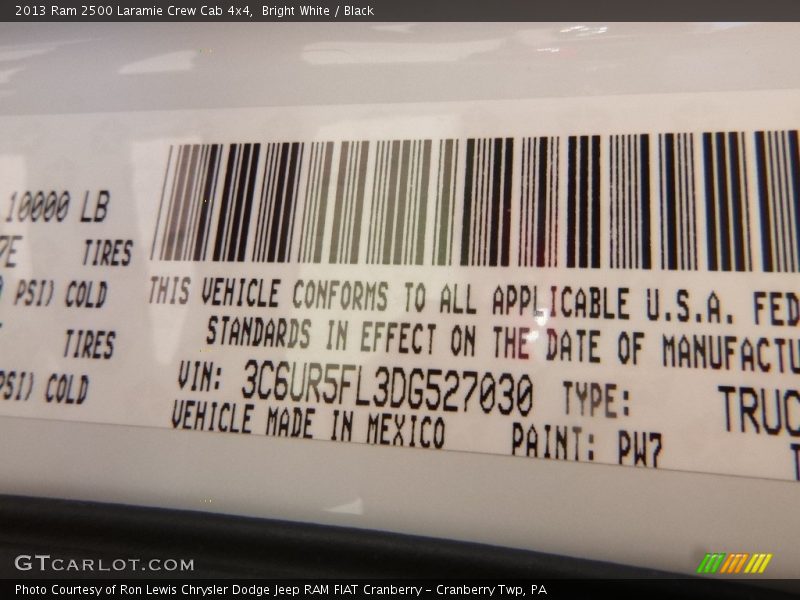 2013 Ram 2500 Laramie Crew Cab 4x4, Bright White / Black
10000 LB
7E TIRES
PSI) COLD
THIS VEHICLE CONFORMS TO ALL APPLICABLE U.S.A. FED
STANDARDS IN EFFECT ON THE DATE OF MANUFACTU
TIRES
PSI) COLD
VIN: 3C6UR5FL3DG527030 TYPE: TRUC
VEHICLE MADE IN MEXICO PAINT: PW7
GTCARLOT.COM
Photo Courtesy of Ron Lewis Chrysler Dodge Jeep RAM FIAT Cranberry - Cranberry Twp, PA